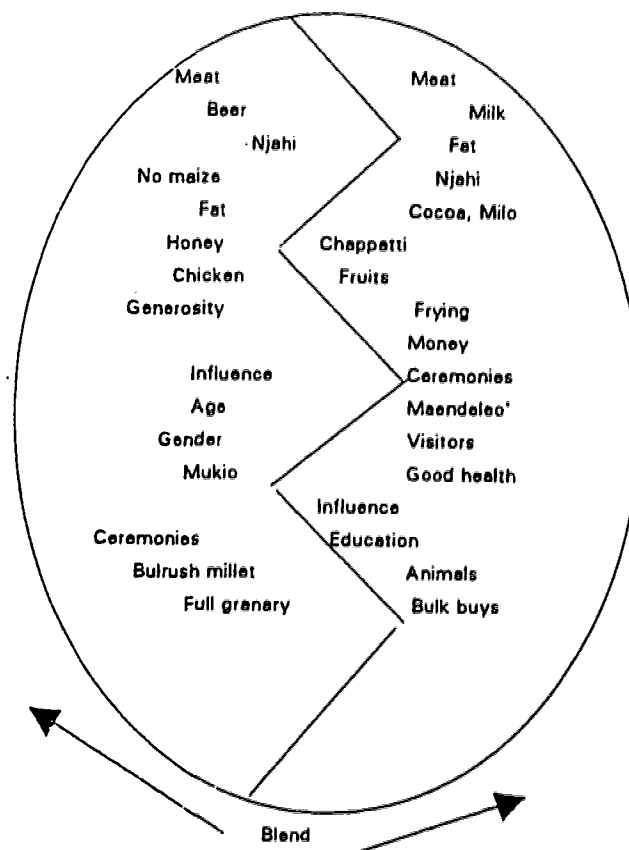 Meat
Beer
Njahi
No maize
Fat
Honey
Chicken
Generosity
Influence
Age
Gender
Mukio
Ceremonies
Bulrush millet
Full granary
Meat
Milk
Fat
Njahi
Cocoa, Milo
Chappatti
Fruits
Frying
Money
Ceremonies
Maendeleo'
Visitors
Good health
Influence
Education
Animals
Bulk buys
Blend